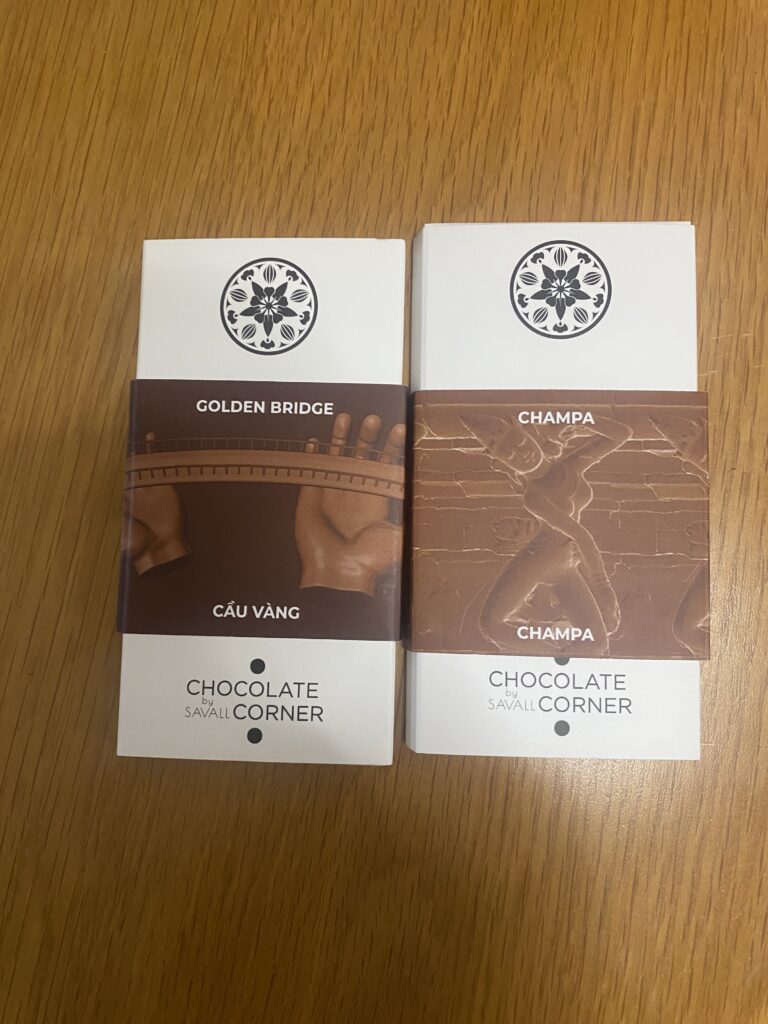 GOLDEN BRIDGE
CẦU VÀNG
CHOCOLATE
by
SAVALL CORNER
CHAMPA
CHAMPA
CHOCOLATE
by
SAVALL CORNER